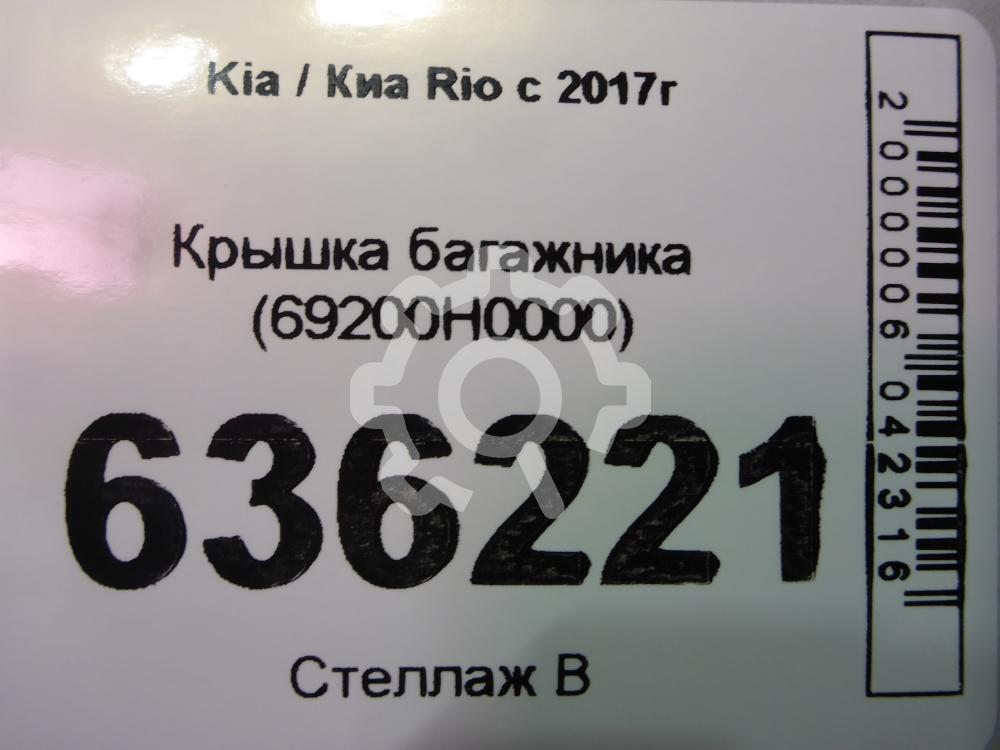 Kia / Киа Rio с 2017г
Крышка багажника
(69200H0000)
636221
Стеллаж В
2000006042316